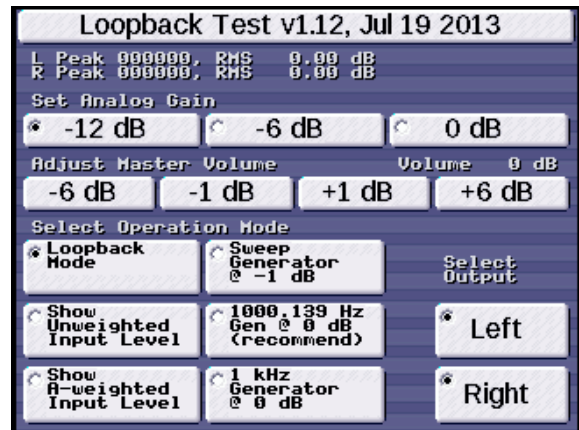 Loopback Test v1.12, Jul 19 2013
L Peak 000000, RMS 0.00 dB
R Peak 000000, RMS 0.00 dB
Set Analog Gain
-12 dB -6 dB 0 dB
Adjust Master Volume Volume 0 dB
-6 dB -1 dB +1 dB +6 dB
Select Operation Mode
Loopback
Mode
Sweep
Generator
@ -1 dB
Select
Output
Show
Unweighted
Input Level
1000.139 Hz
Gen @ 0 dB
(recommend)
Left
Show
A-weighted
Input Level
1 kHz
Generator
@ 0 dB
Right